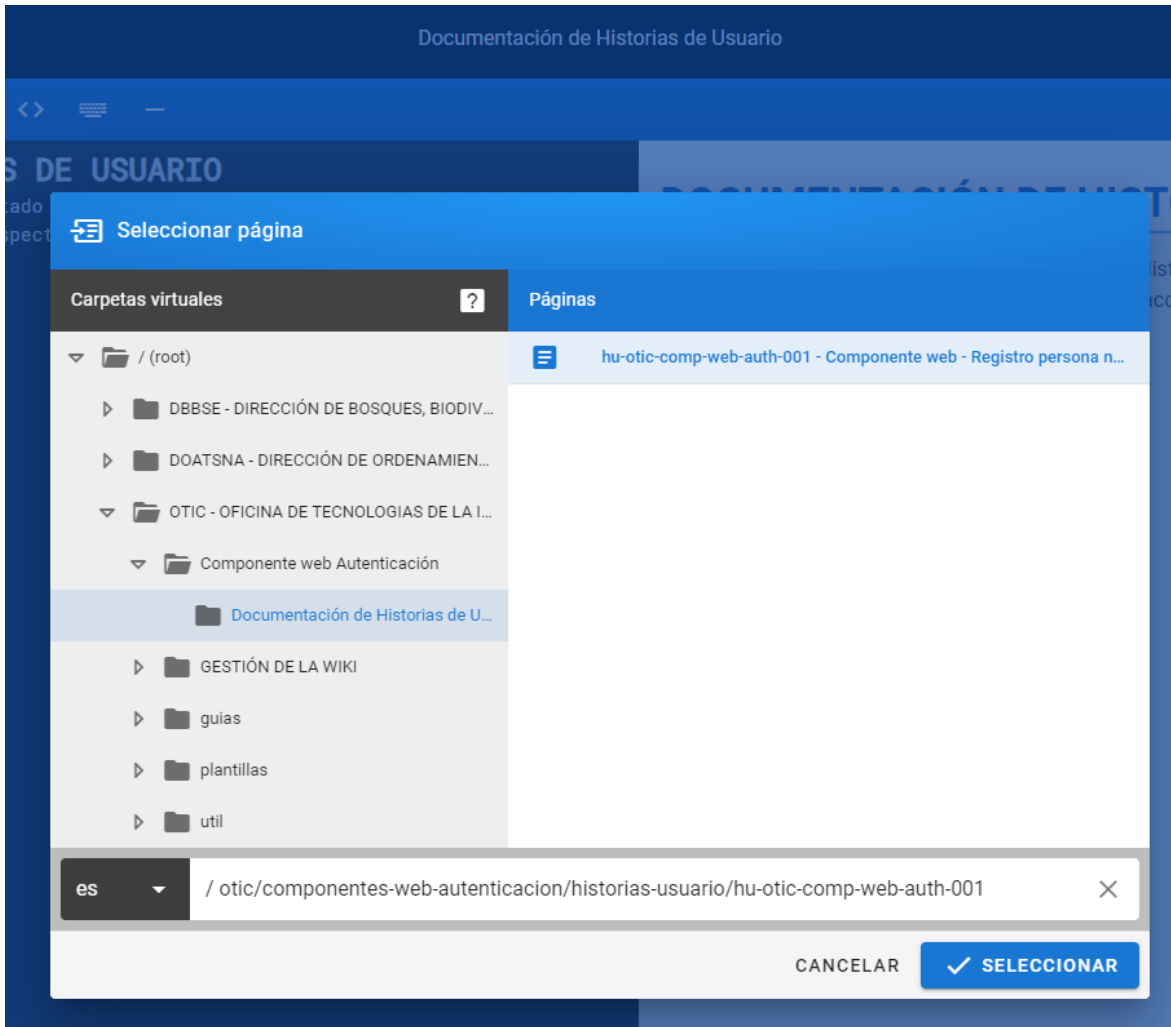 Documentación de Historias de Usuario
S DE USUARIO
tado
spect
Seleccionar página
Carpetas virtuales
?
Páginas
/ (root)
hu-otic-comp-web-auth-001 - Componente web - Registro persona n...
DBBSE - DIRECCIÓN DE BOSQUES, BIODIV...
DOATSNA - DIRECCIÓN DE ORDENAMIEN...
OTIC - OFICINA DE TECNOLOGIAS DE LA I...
Componente web Autenticación
Documentación de Historias de U...
GESTIÓN DE LA WIKI
guias
plantillas
util
es
/ otic/componentes-web-autenticacion/historias-usuario/hu-otic-comp-web-auth-001
CANCELAR
SELECCIONAR